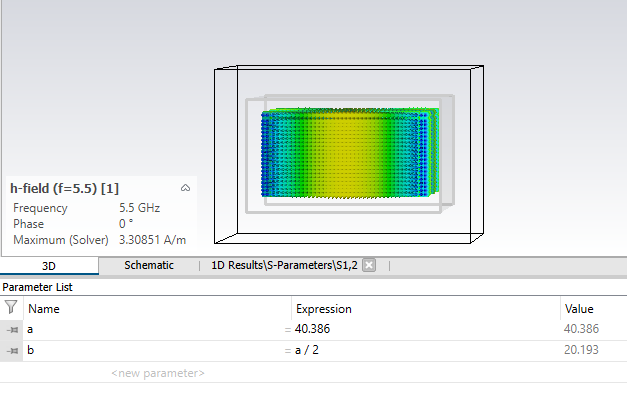 h-field (f=5.5) [1]
Frequency 5.5 GHz
Phase 0 °
Maximum (Solver) 3.30851 A/m
3D Schematic 1D Results\S-Parameters\S1,2
Parameter List
Name Expression Value
a = 40.386 40.386
b = a / 2 20.193
<new parameter>